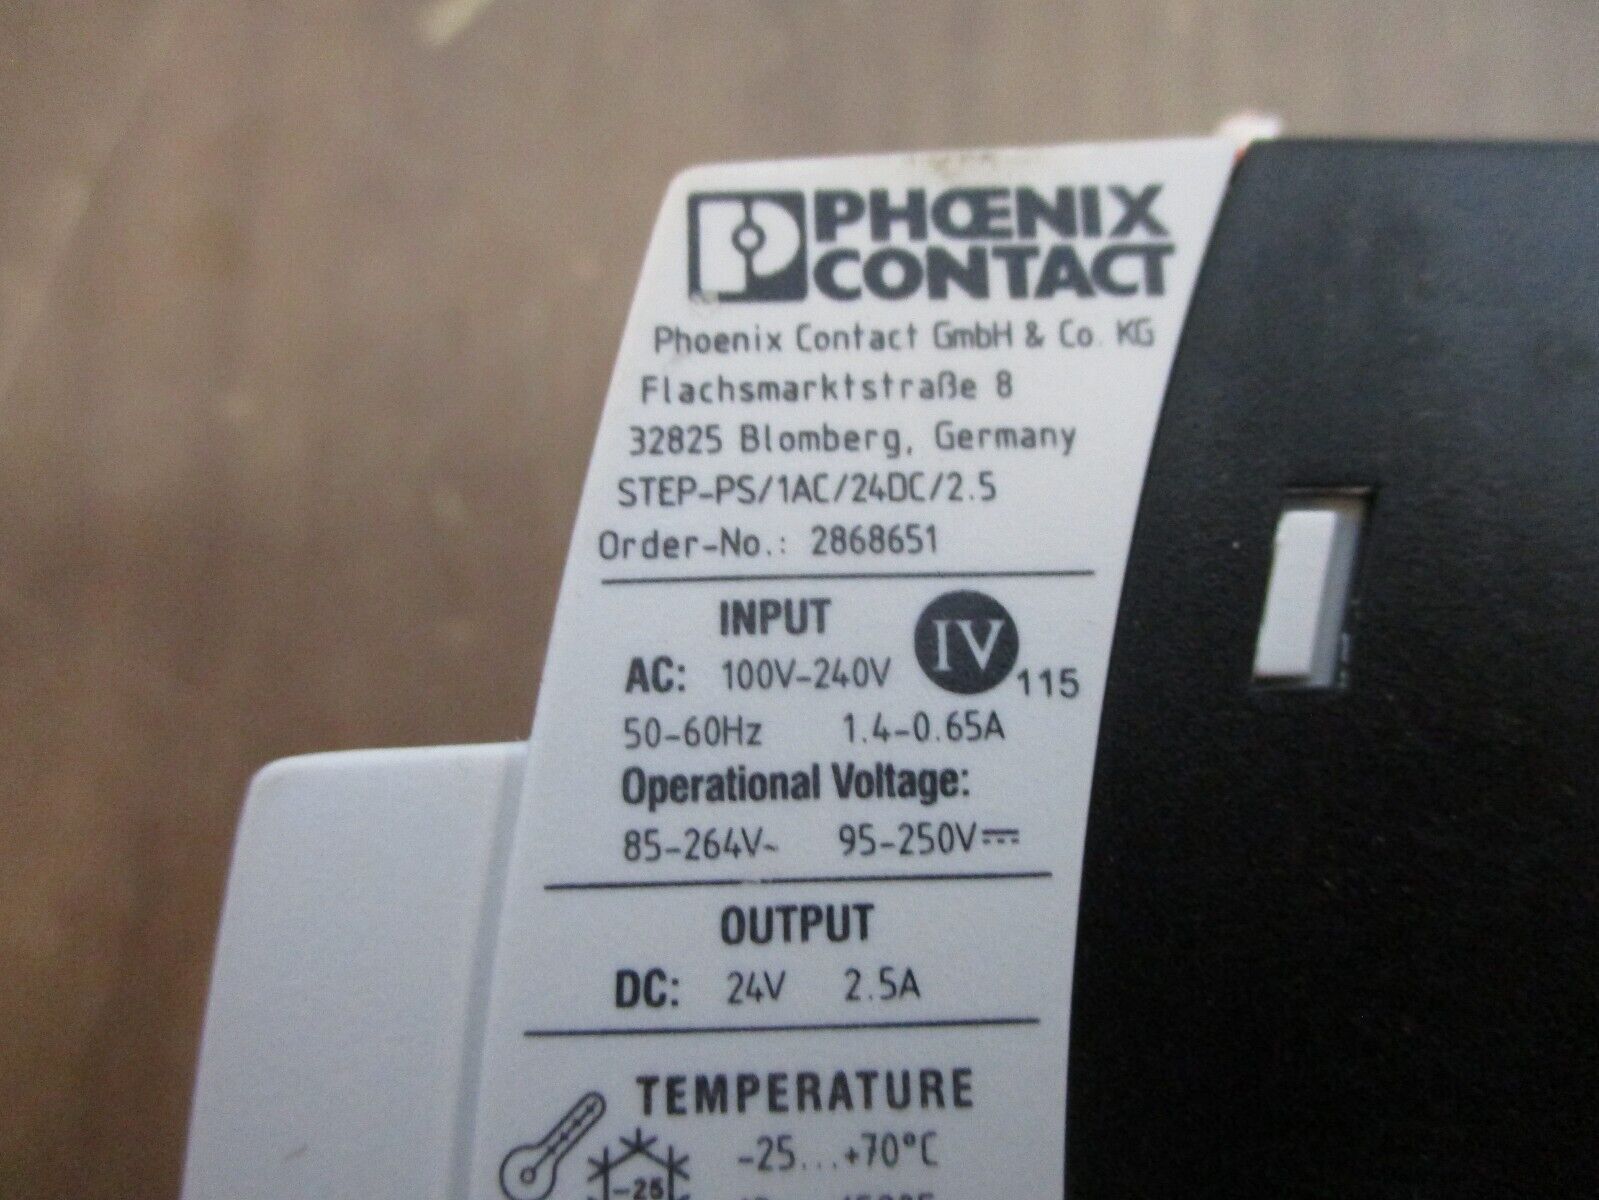 PHŒNIX
CONTACT
Phoenix Contact GmbH & Co. KG
Flachsmarktstraße 8
32825 Blomberg, Germany
STEP-PS/1AC/24DC/2.5
Order-No.: 2868651
INPUT
IV
AC: 100V-240V
115
50-60Hz 1.4-0.65A
Operational Voltage:
85-264V~ 95-250V⎓
OUTPUT
DC: 24V 2.5A
TEMPERATURE
-25...+70°C
-25